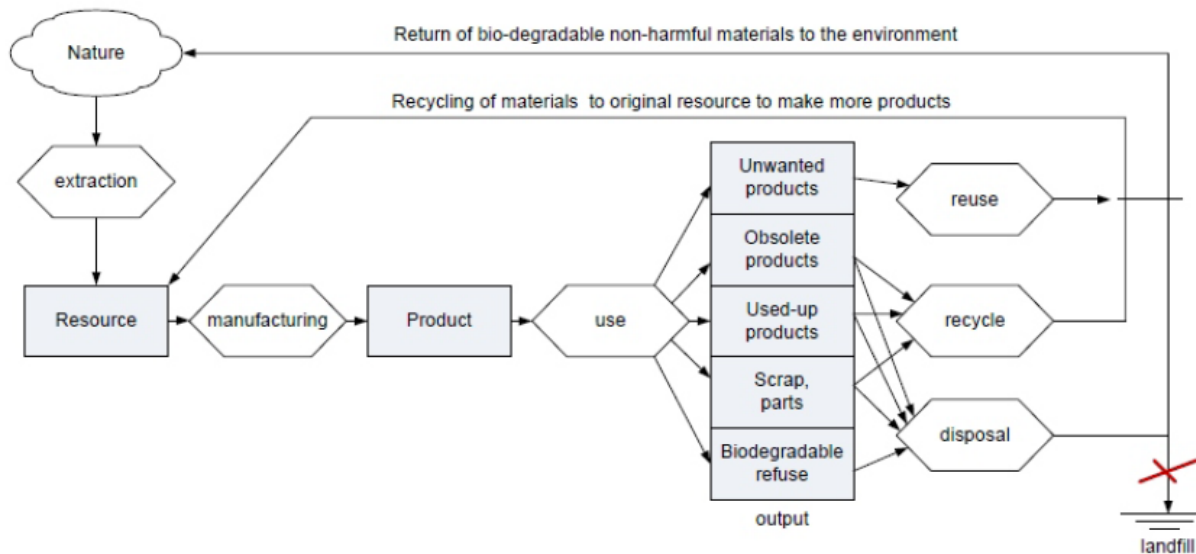 Return of bio-degradable non-harmful materials to the environment
Nature
Recycling of materials to original resource to make more products
extraction
Unwanted
products
reuse
Obsolete
products
Resource
manufacturing
Product
use
Used-up
products
recycle
Scrap,
parts
disposal
Biodegradable
refuse
output
landfill